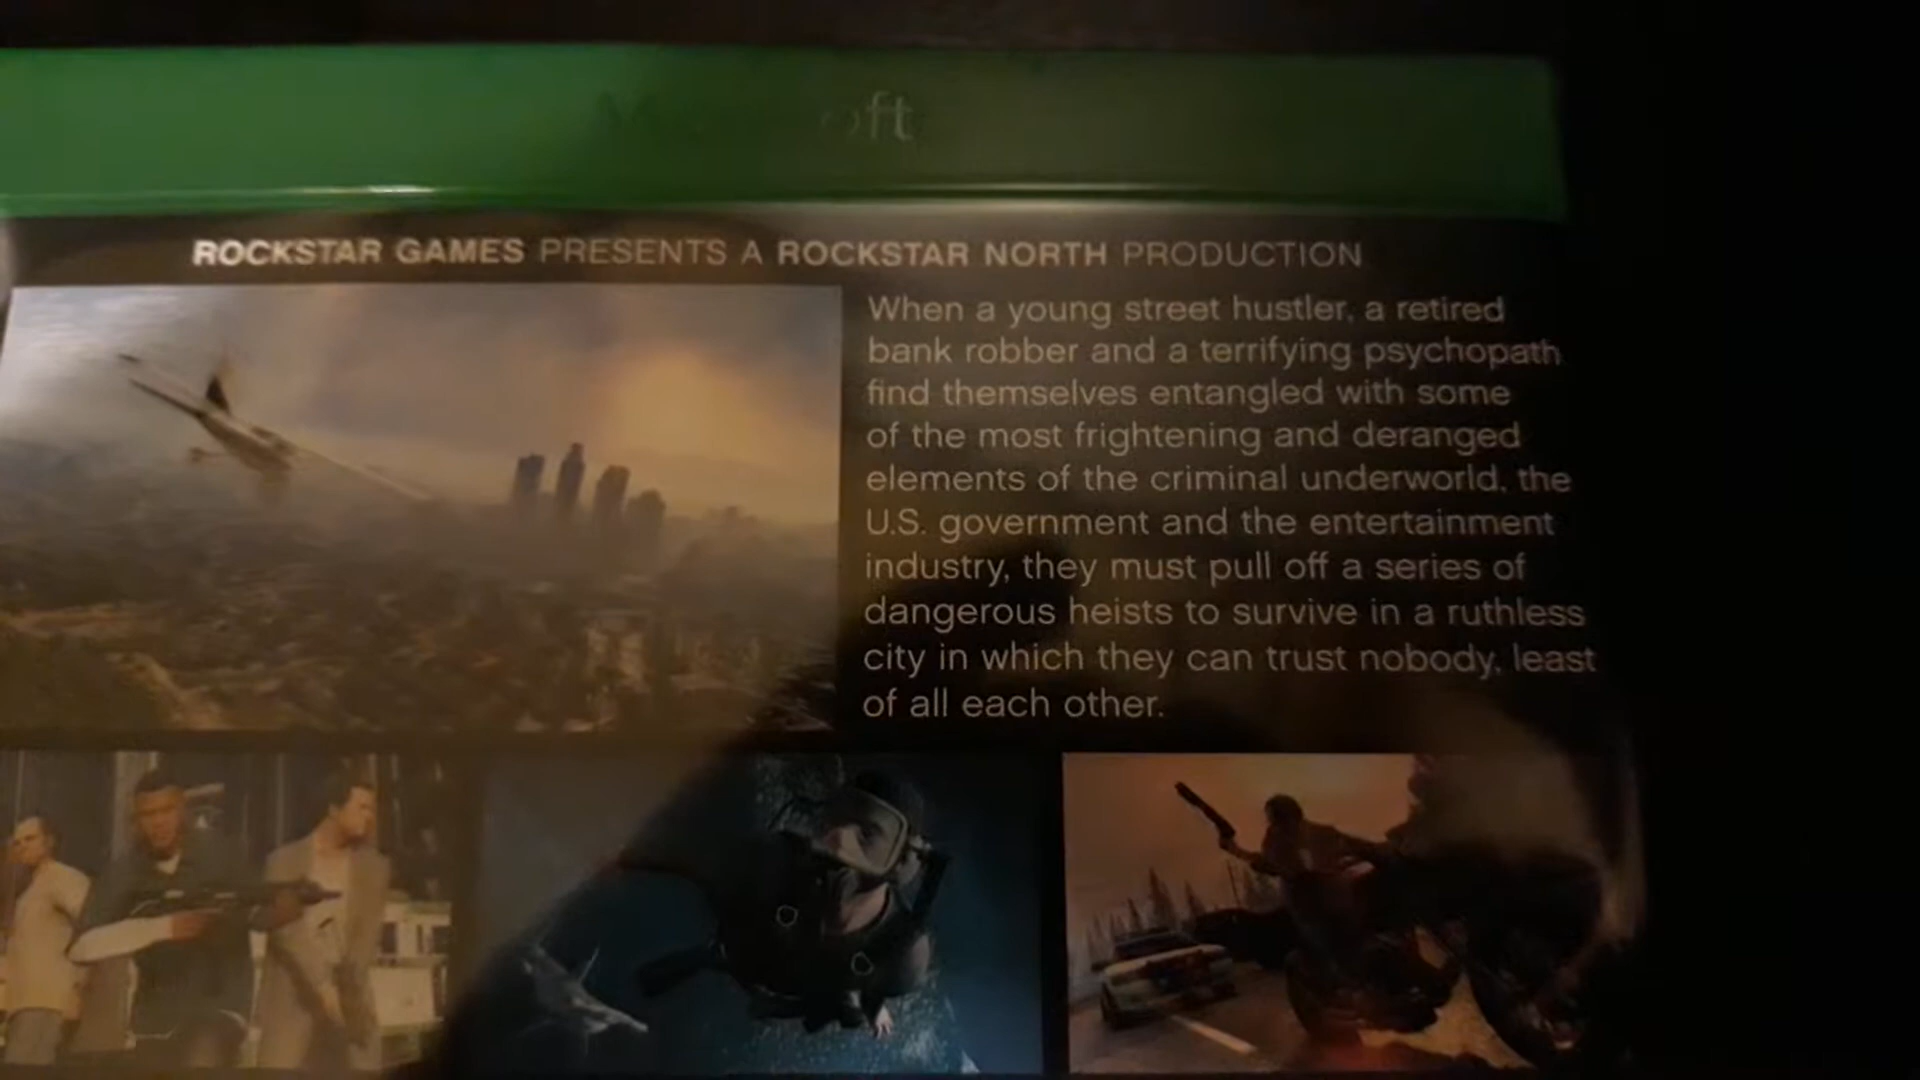 ROCKSTAR GAMES PRESENTS A ROCKSTAR NORTH PRODUCTION
When a young street hustler, a retired
bank robber and a terrifying psychopath
find themselves entangled with some
of the most frightening and deranged
elements of the criminal underworld, the
U.S. government and the entertainment
industry, they must pull off a series of
dangerous heists to survive in a ruthless
city in which they can trust nobody, least
of all each other.